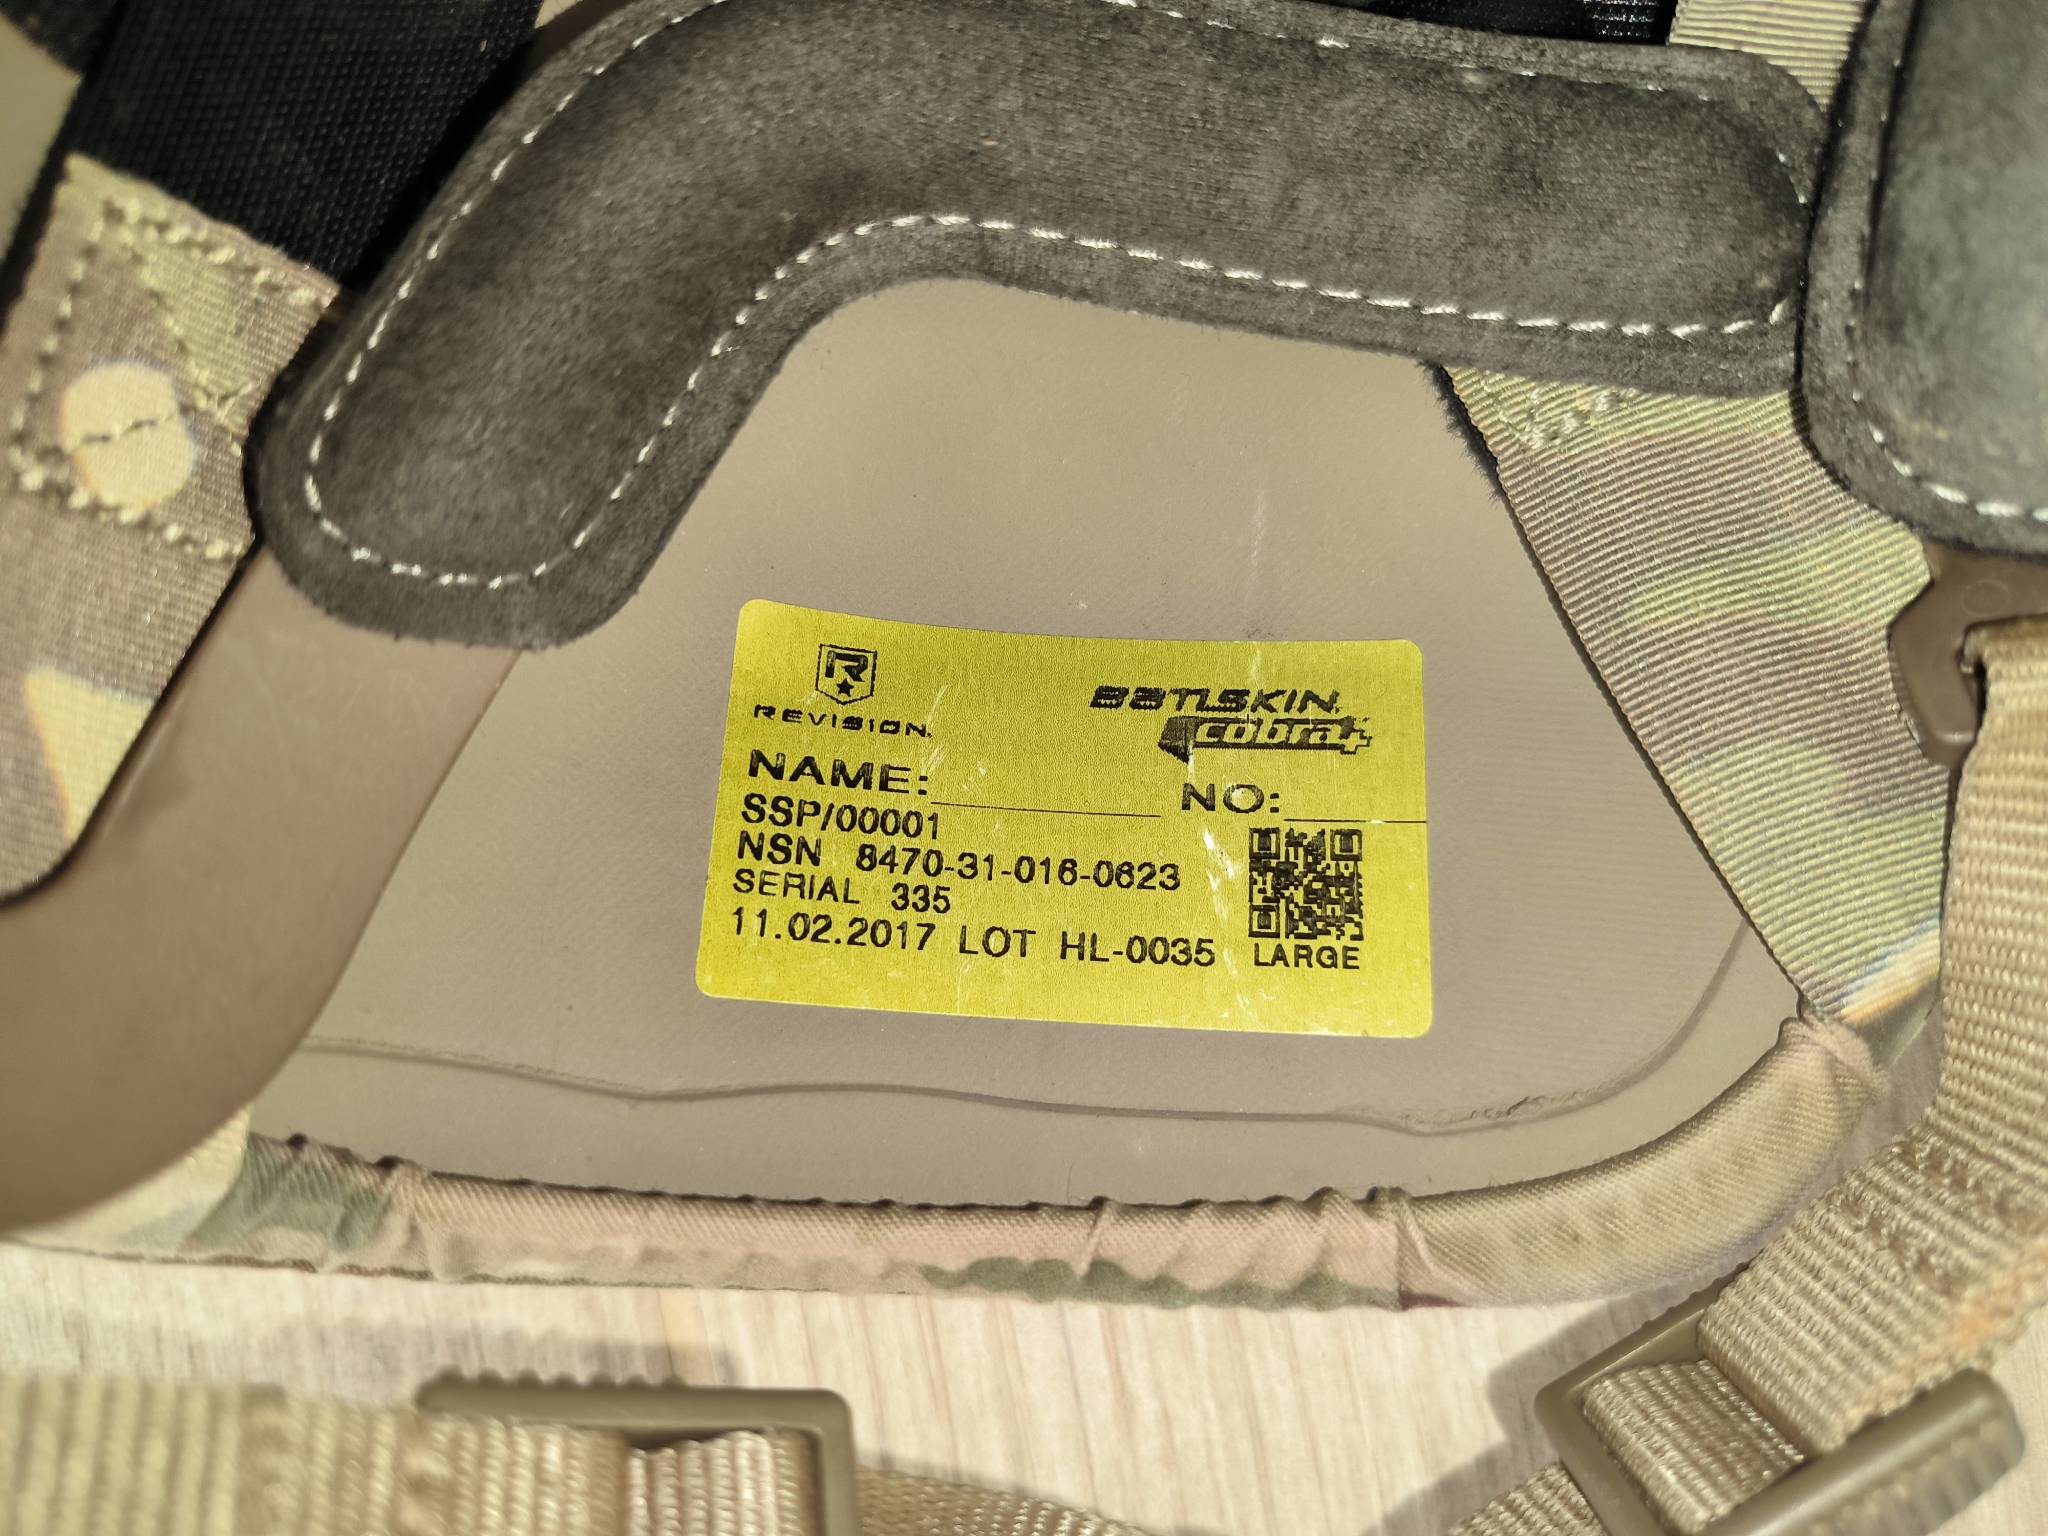 R
REVISION
BATLSKIN
cobra+
NAME:
NO:
SSP/00001
NSN 8470-31-016-0623
SERIAL 335
11.02.2017 LOT HL-0035
LARGE